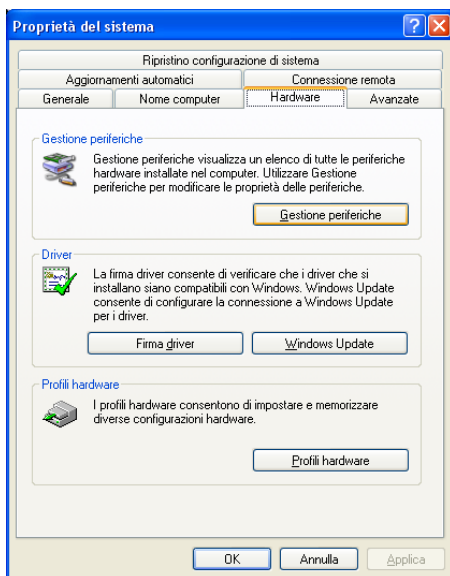 Proprietà del sistema
Ripristino configurazione di sistema
Aggiornamenti automatici
Connessione remota
Generale
Nome computer
Hardware
Avanzate
Gestione periferiche
Gestione periferiche visualizza un elenco di tutte le periferiche
hardware installate nel computer. Utilizzare Gestione
periferiche per modificare le proprietà delle periferiche.
Gestione periferiche
Driver
La firma driver consente di verificare che i driver che si
installano siano compatibili con Windows. Windows Update
consente di configurare la connessione a Windows Update
per i driver.
Firma driver
Windows Update
Profili hardware
I profili hardware consentono di impostare e memorizzare
diverse configurazioni hardware.
Profili hardware
OK
Annulla
Applica